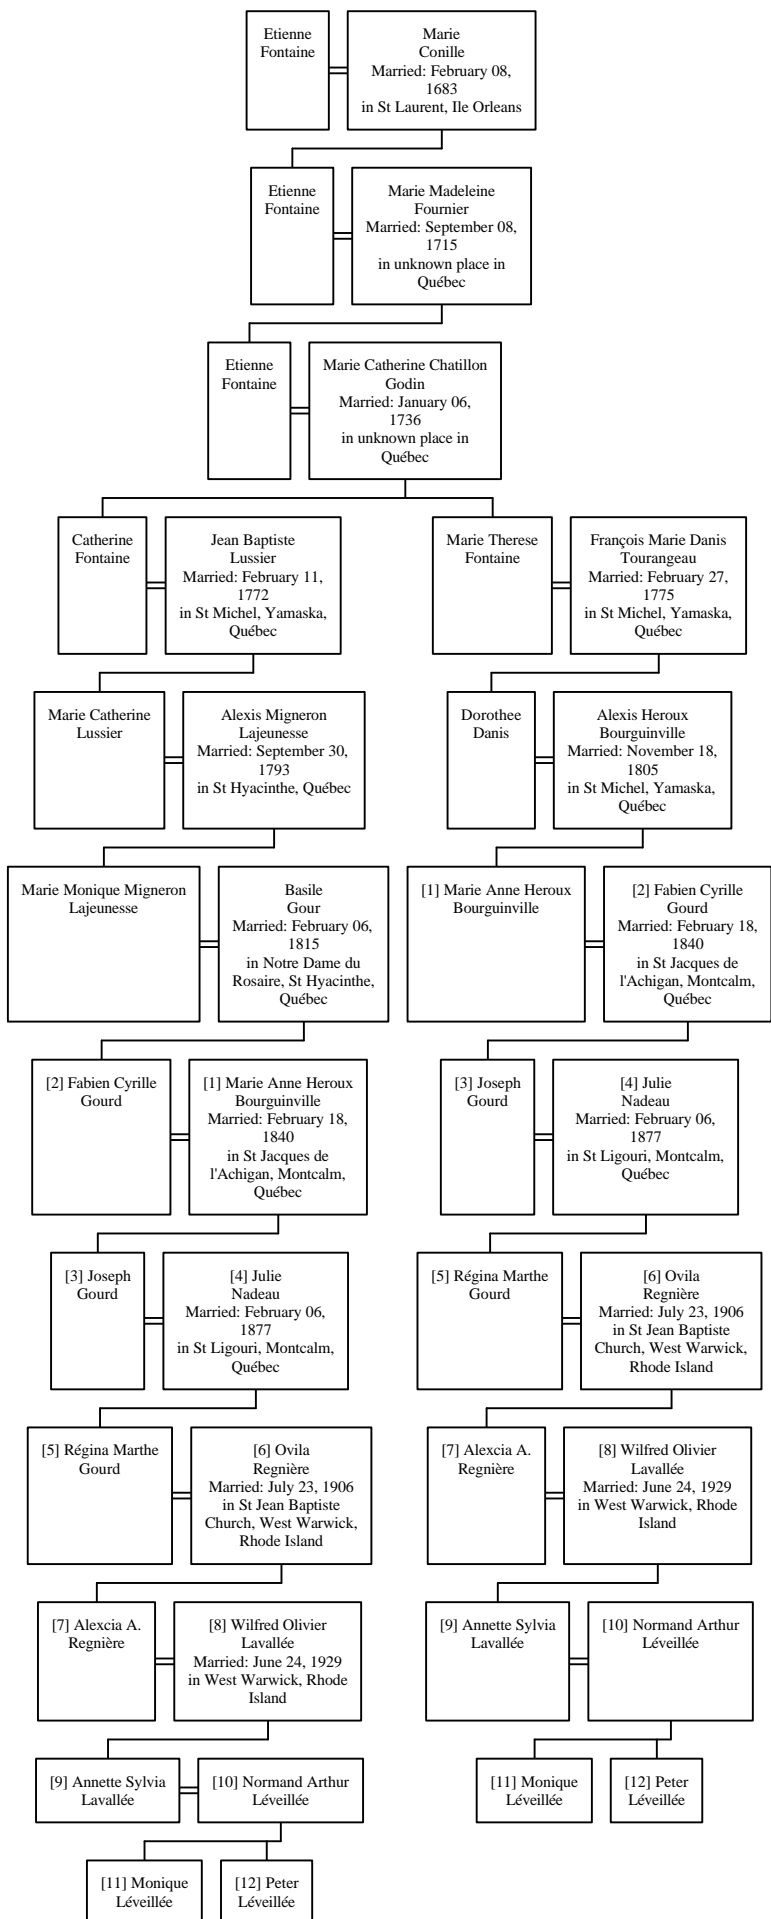 Etienne
Fontaine
Marie
Conille
Married: February 08,
1683
in St Laurent, Ile Orleans
Etienne
Fontaine
Marie Madeleine
Fournier
Married: September 08,
1715
in unknown place in
Québec
Etienne
Fontaine
Marie Catherine Chatillon
Godin
Married: January 06,
1736
in unknown place in
Québec
Catherine
Fontaine
Jean Baptiste
Lussier
Married: February 11,
1772
in St Michel, Yamaska,
Québec
Marie Therese
Fontaine
François Marie Danis
Tourangeau
Married: February 27,
1775
in St Michel, Yamaska,
Québec
Marie Catherine
Lussier
Alexis Migneron
Lajeunesse
Married: September 30,
1793
in St Hyacinthe, Québec
Dorothee
Danis
Alexis Heroux
Bourguinville
Married: November 18,
1805
in St Michel, Yamaska,
Québec
Marie Monique Migneron
Lajeunesse
Basile
Gour
Married: February 06,
1815
in Notre Dame du
Rosaire, St Hyacinthe,
Québec
[1] Marie Anne Heroux
Bourguinville
[2] Fabien Cyrille
Gourd
Married: February 18,
1840
in St Jacques de
l'Achigan, Montcalm,
Québec
[2] Fabien Cyrille
Gourd
[1] Marie Anne Heroux
Bourguinville
Married: February 18,
1840
in St Jacques de
l'Achigan, Montcalm,
Québec
[3] Joseph
Gourd
[4] Julie
Nadeau
Married: February 06,
1877
in St Ligouri, Montcalm,
Québec
[3] Joseph
Gourd
[4] Julie
Nadeau
Married: February 06,
1877
in St Ligouri, Montcalm,
Québec
[5] Régina Marthe
Gourd
[6] Ovila
Regnière
Married: July 23, 1906
in St Jean Baptiste
Church, West Warwick,
Rhode Island
[5] Régina Marthe
Gourd
[6] Ovila
Regnière
Married: July 23, 1906
in St Jean Baptiste
Church, West Warwick,
Rhode Island
[7] Alexcia A.
Regnière
[8] Wilfred Olivier
Lavallée
Married: June 24, 1929
in West Warwick, Rhode
Island
[7] Alexcia A.
Regnière
[8] Wilfred Olivier
Lavallée
Married: June 24, 1929
in West Warwick, Rhode
Island
[9] Annette Sylvia
Lavallée
[10] Normand Arthur
Léveillée
[9] Annette Sylvia
Lavallée
[10] Normand Arthur
Léveillée
[11] Monique
Léveillée
[12] Peter
Léveillée
[11] Monique
Léveillée
[12] Peter
Léveillée